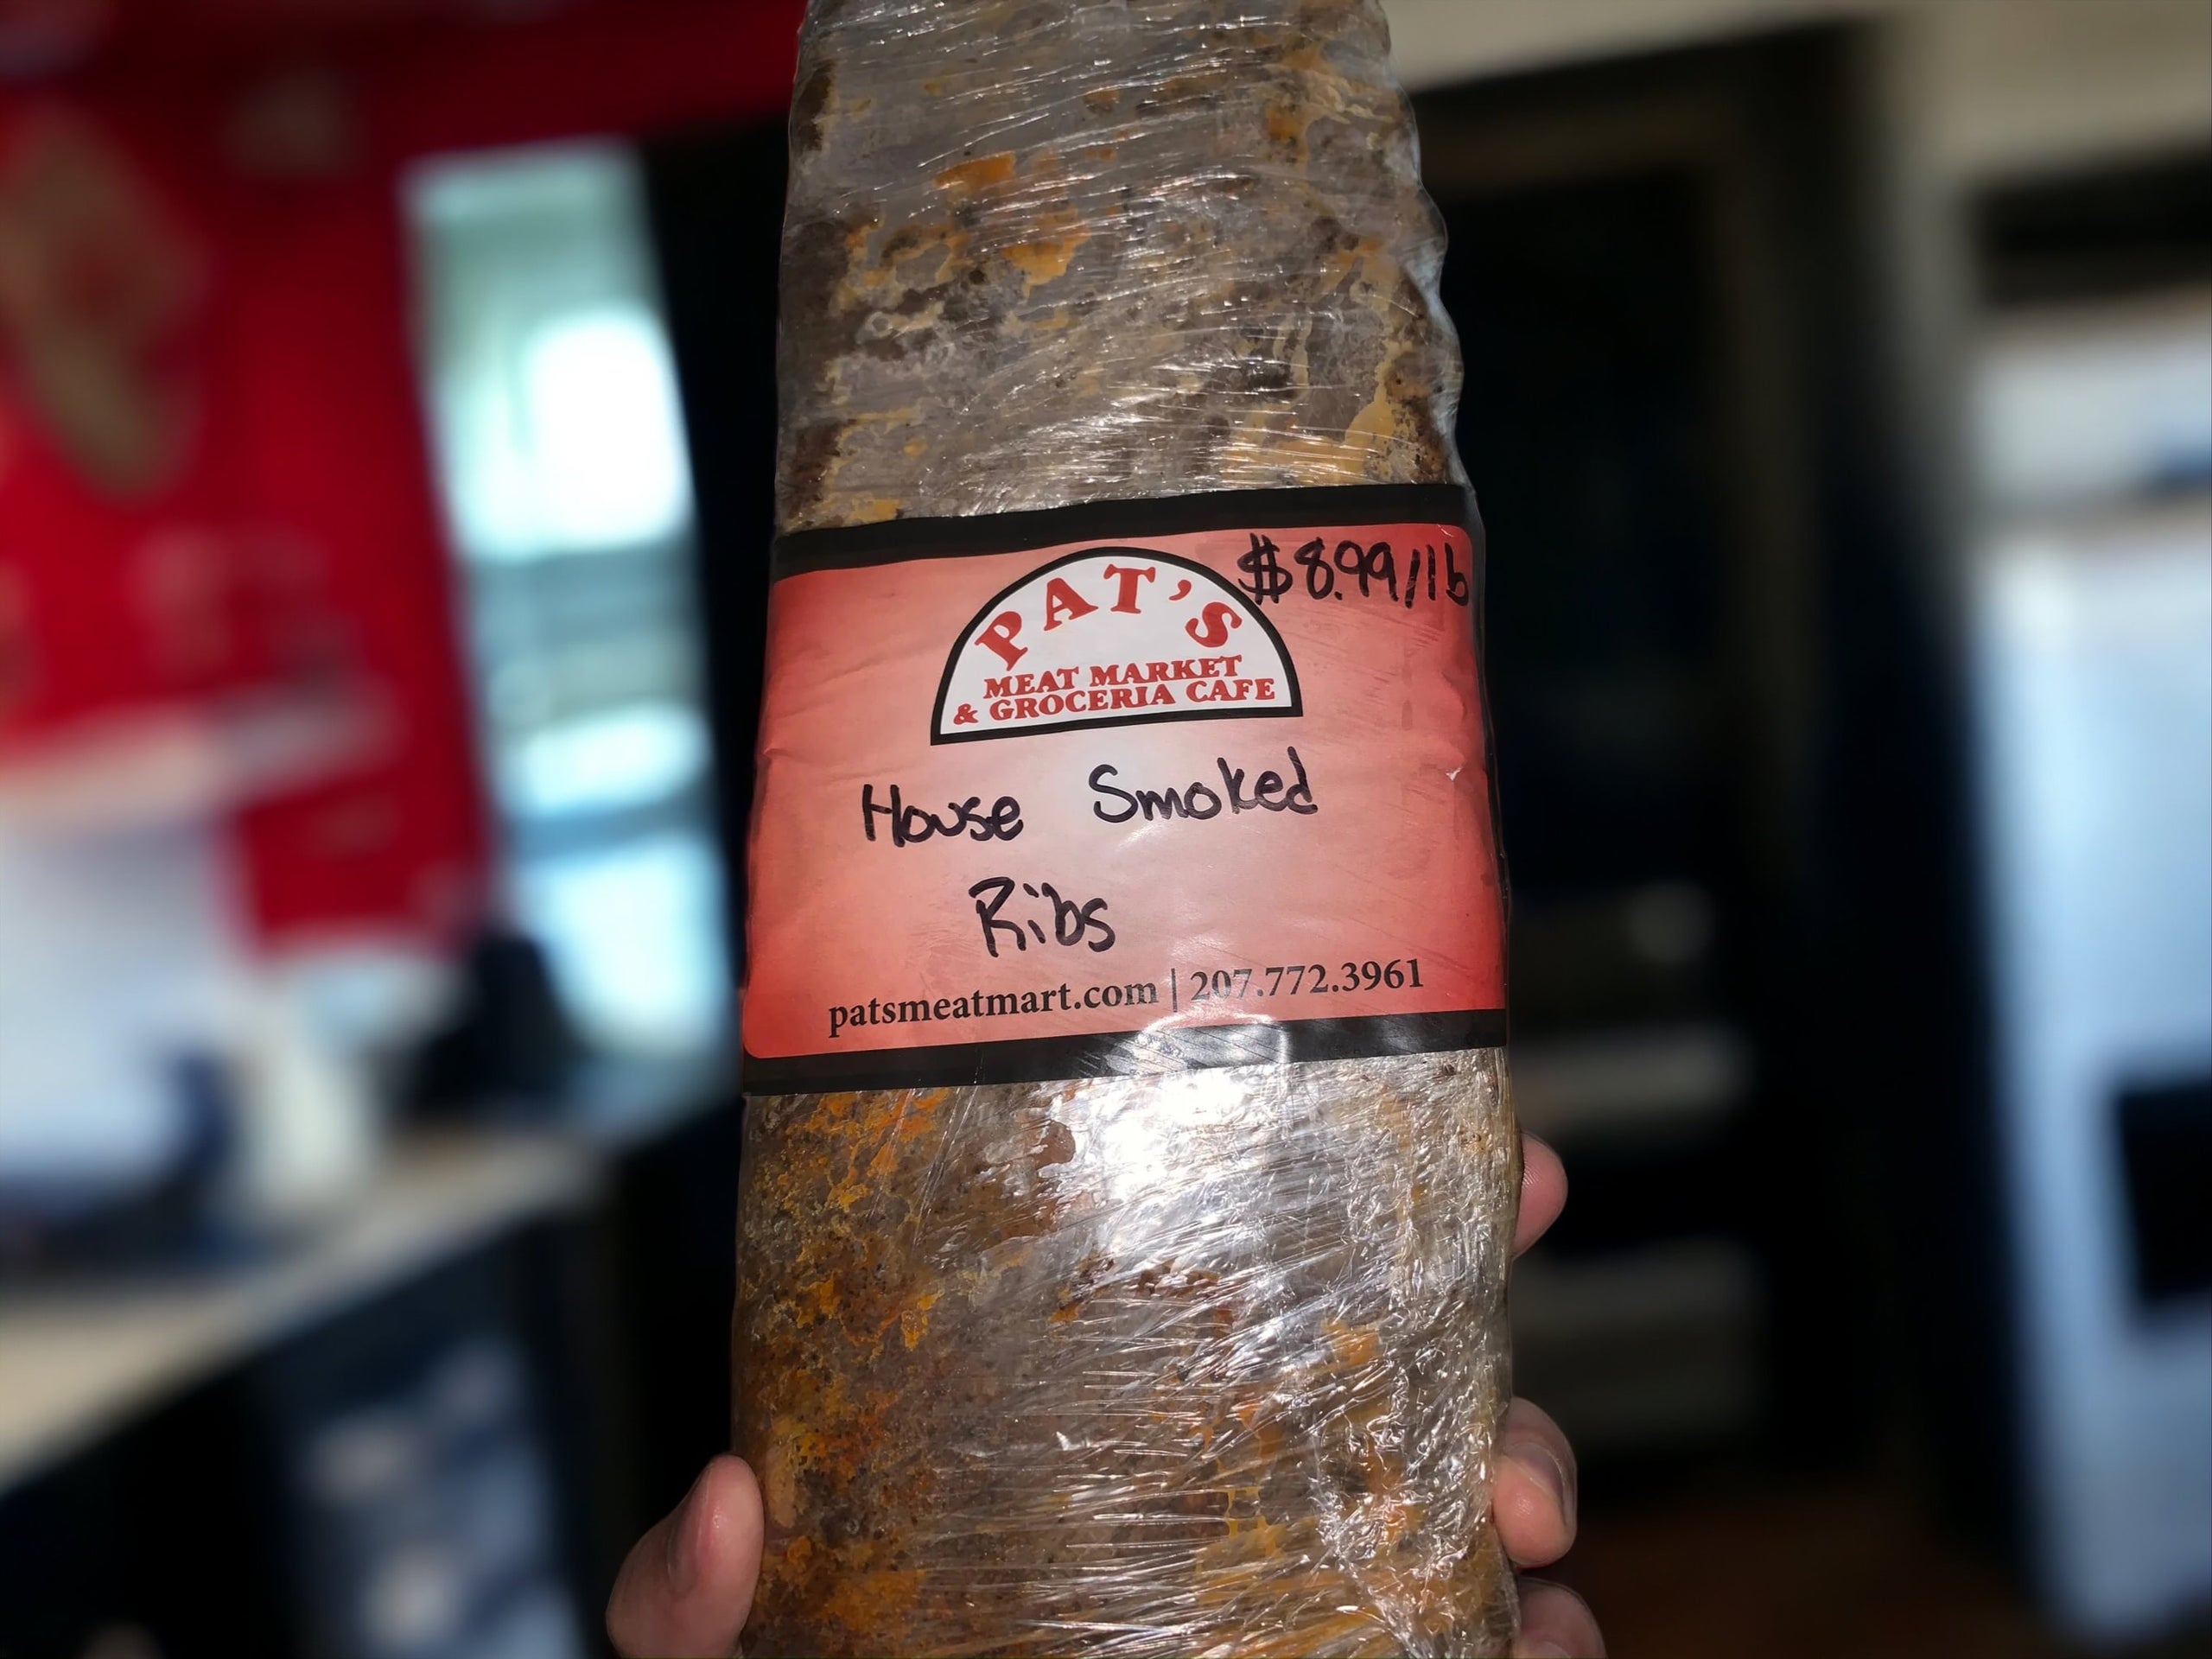 $8.99/lb
PAT'S
MEAT MARKET
& GROCERIA CAFE
House Smoked
Ribs
patsmeatmart.com | 207.772.3961